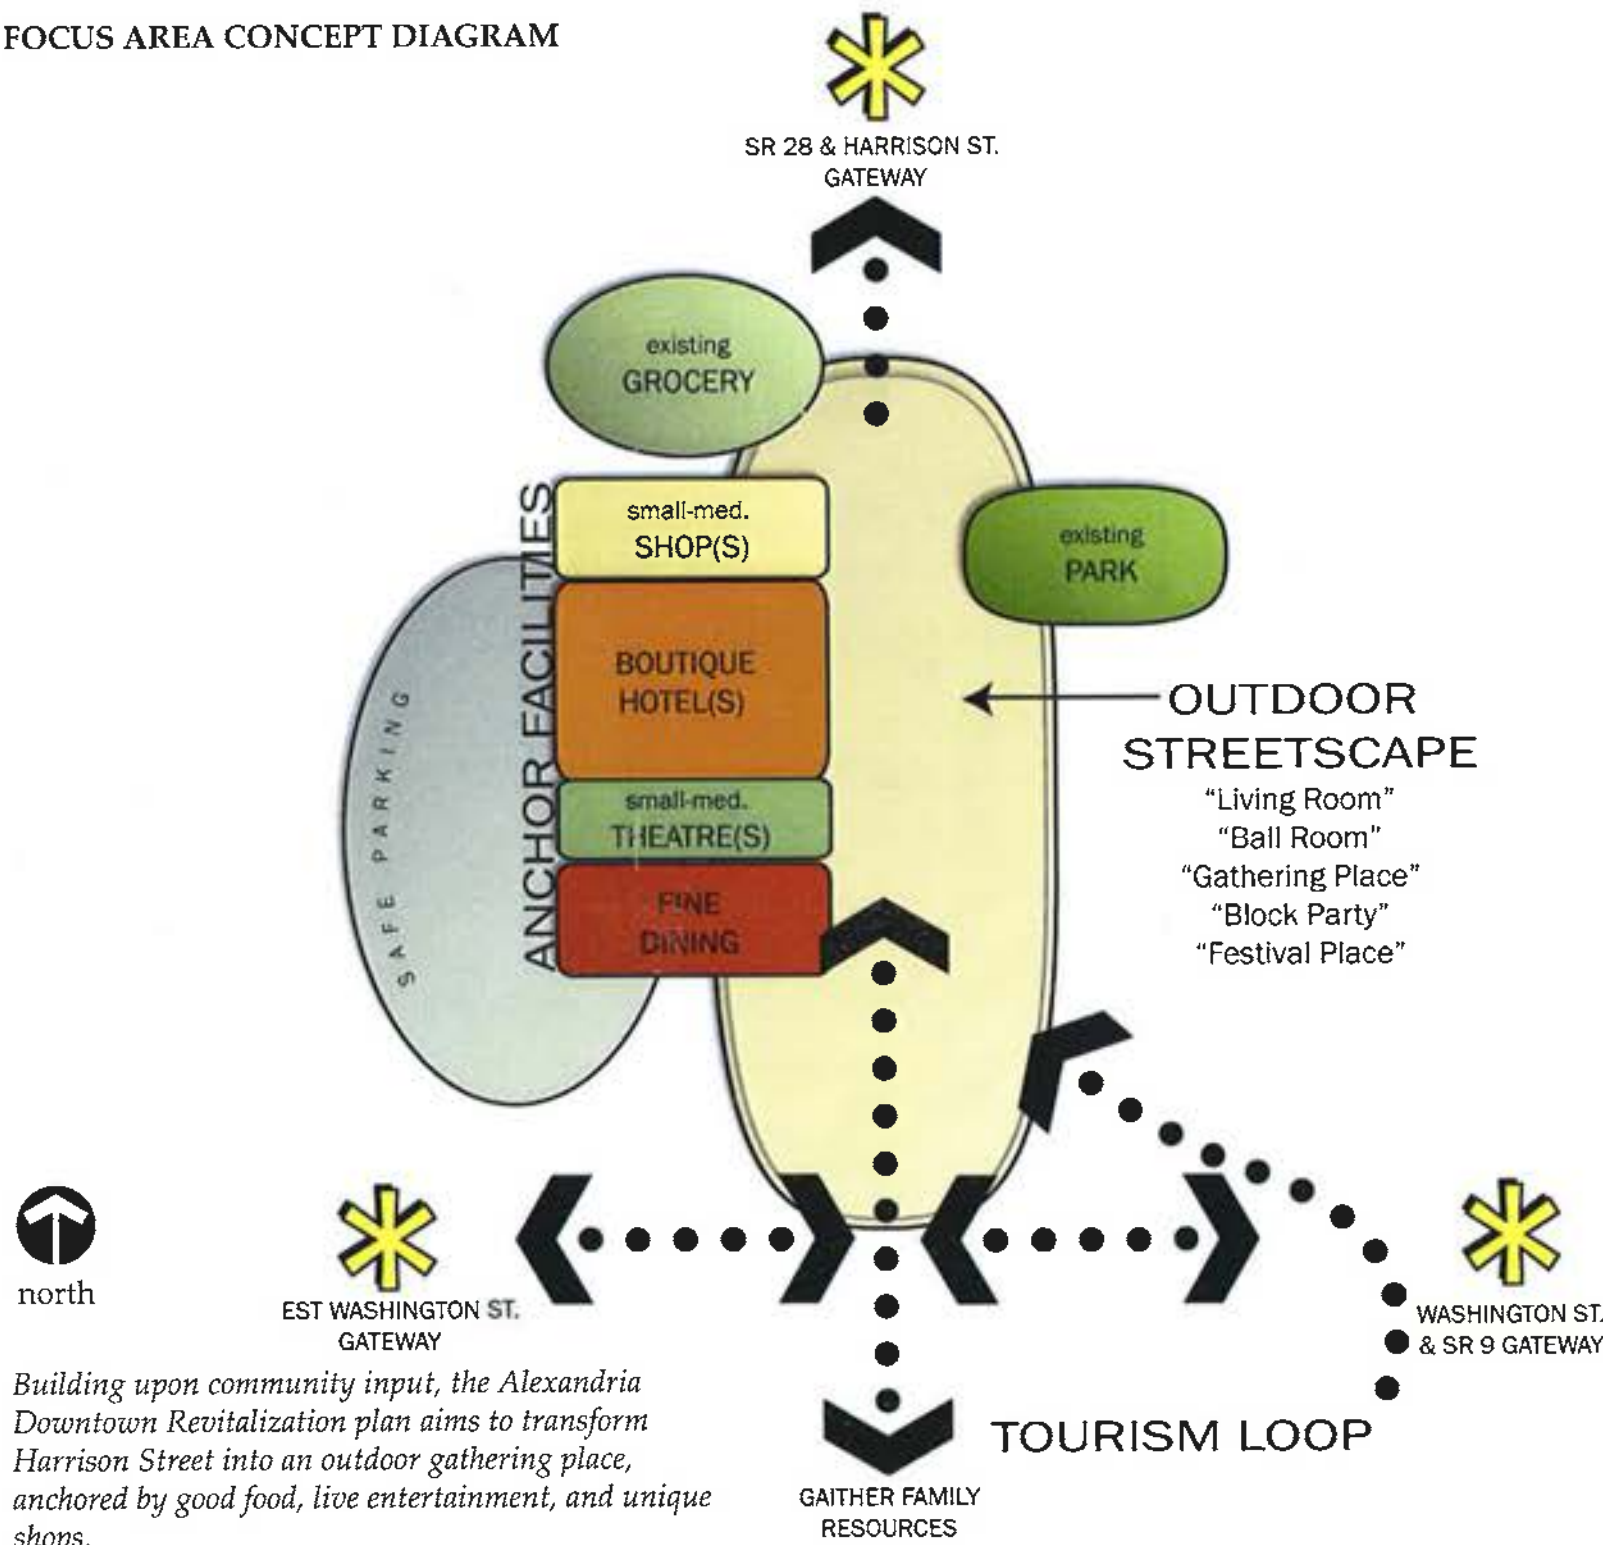 FOCUS AREA CONCEPT DIAGRAM
SR 28 & HARRISON ST.
GATEWAY
existing
GROCERY
small-med.
SHOP(S)
existing
PARK
ANCHOR FACILITIES
BOUTIQUE
HOTEL(S)
SAFE PARKING
small-med.
THEATRE(S)
FINE
DINING
OUTDOOR
STREETSCAPE
“Living Room”
“Ball Room”
“Gathering Place”
“Block Party”
“Festival Place”
north
EST WASHINGTON ST.
GATEWAY
WASHINGTON ST.
& SR 9 GATEWAY
TOURISM LOOP
GAITHER FAMILY
RESOURCES
Building upon community input, the Alexandria
Downtown Revitalization plan aims to transform
Harrison Street into an outdoor gathering place,
anchored by good food, live entertainment, and unique
shops.